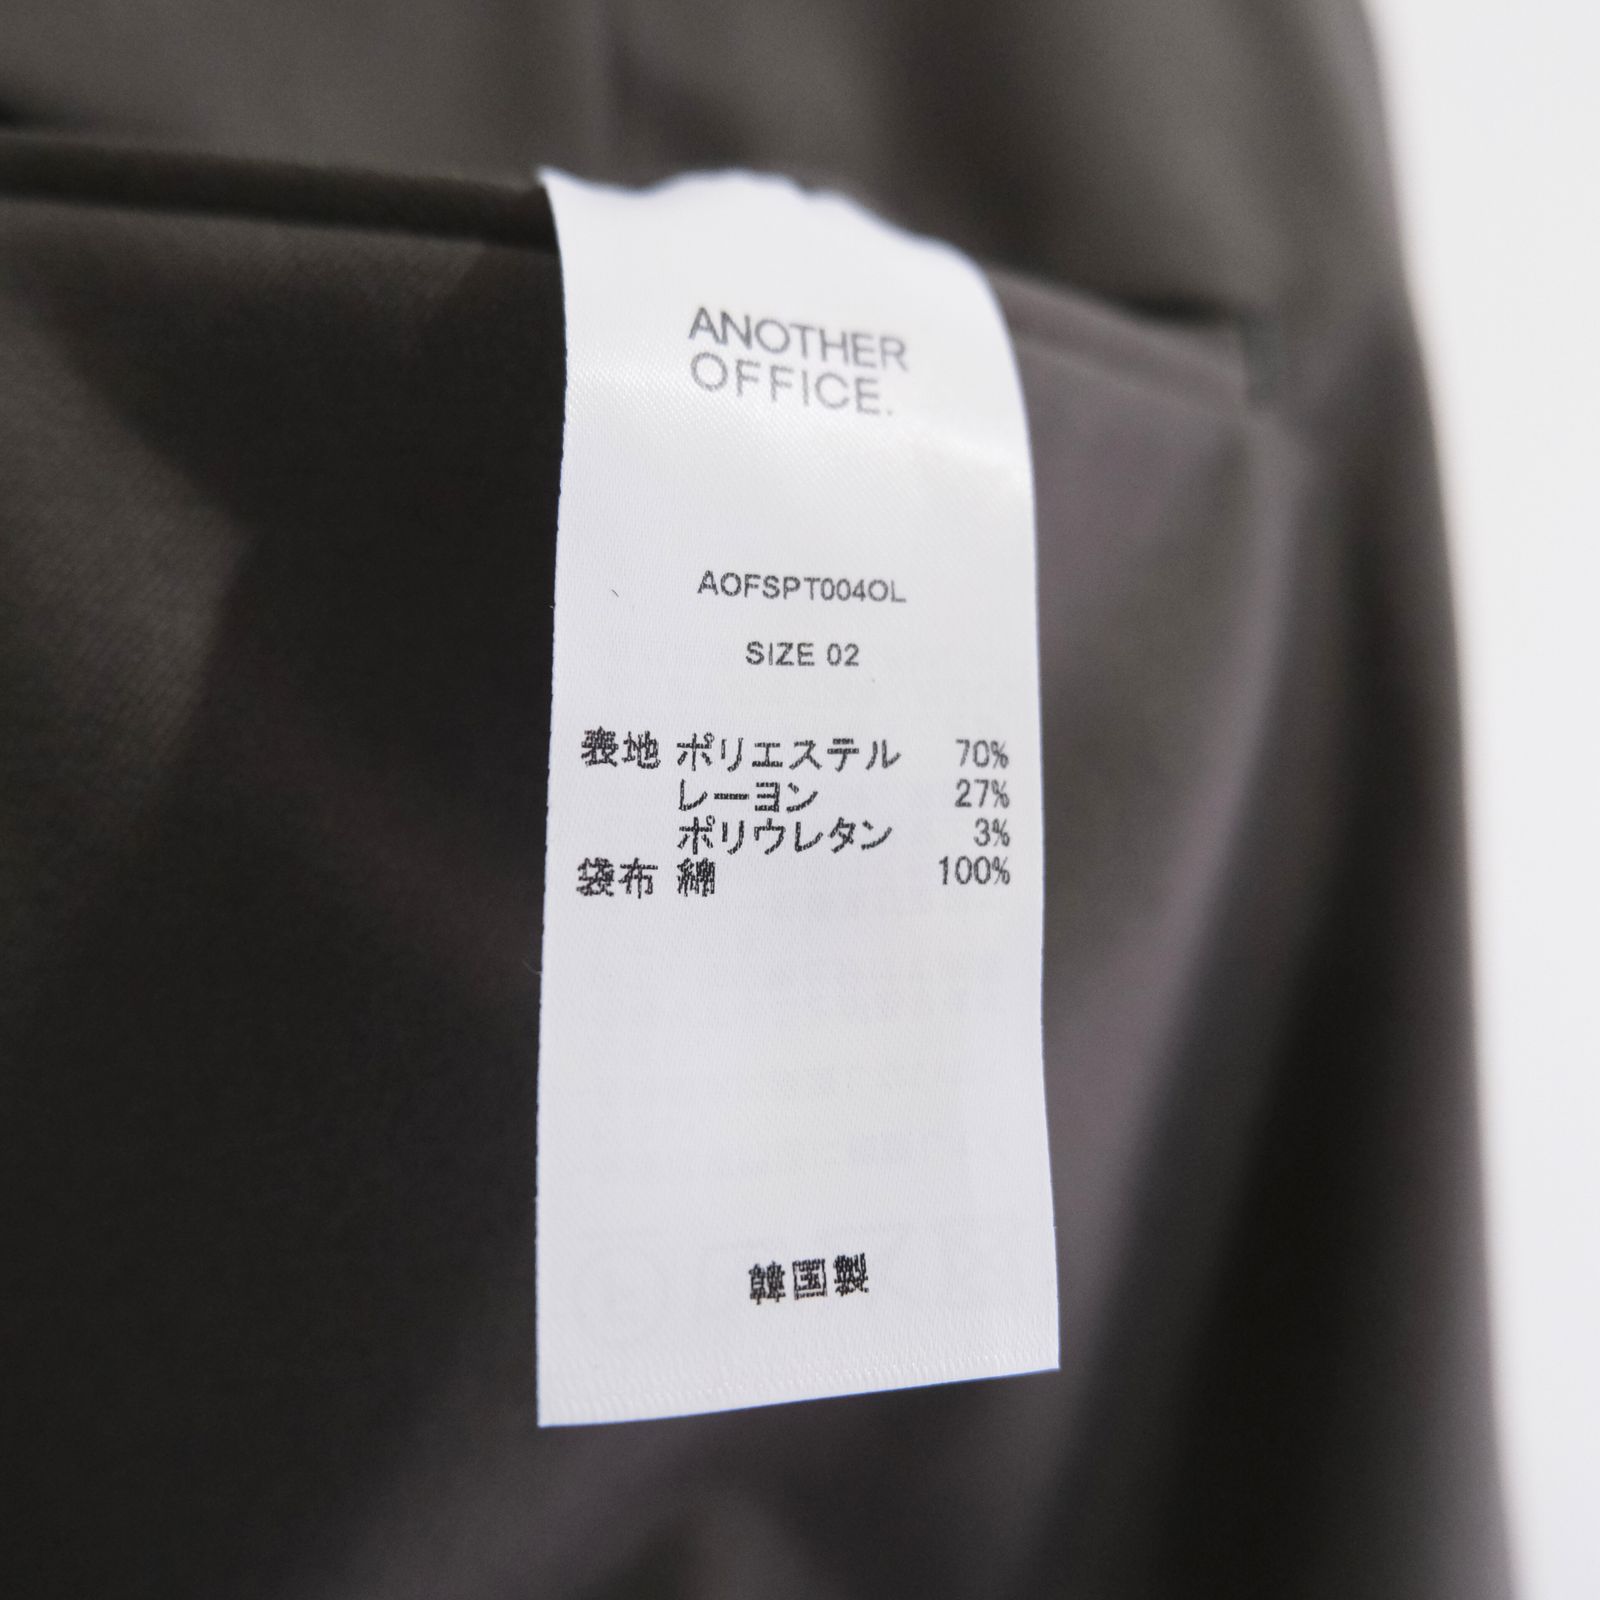 ANOTHER
OFFICE.
AOFSPT004OL
SIZE 02
表地 ポリエステル 70%
レーヨン 27%
ポリウレタン 3%
袋布 綿 100%
韓国製